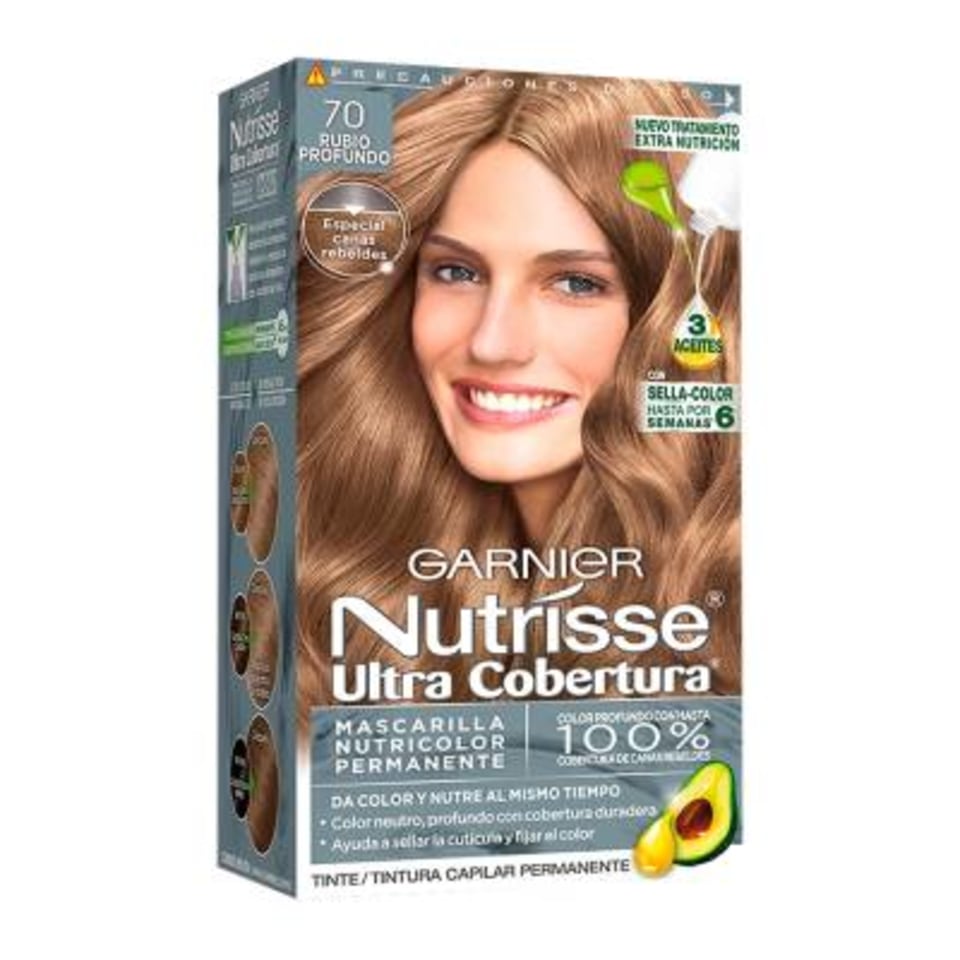 PRECAUCIONES DE USO
70
RUBIO
PROFUNDO
Especial
canas
rebeldes
NUEVO TRATAMIENTO
EXTRA NUTRICIÓN
3
ACEITES
CON
SELLA-COLOR
HASTA POR
SEMANAS 6
GARNIER
Nutrisse®
Ultra Cobertura
MASCARILLA
NUTRICOLOR
PERMANENTE
COLOR PROFUNDO CON HASTA
100%
COBERTURA DE CANAS REBELDES
DA COLOR Y NUTRE AL MISMO TIEMPO
• Color neutro, profundo con cobertura duradera
• Ayuda a sellar la cutícula y fijar el color
TINTE/TINTURA CAPILAR PERMANENTE
GARNIER
Nutrisse
Ultra Cobertura